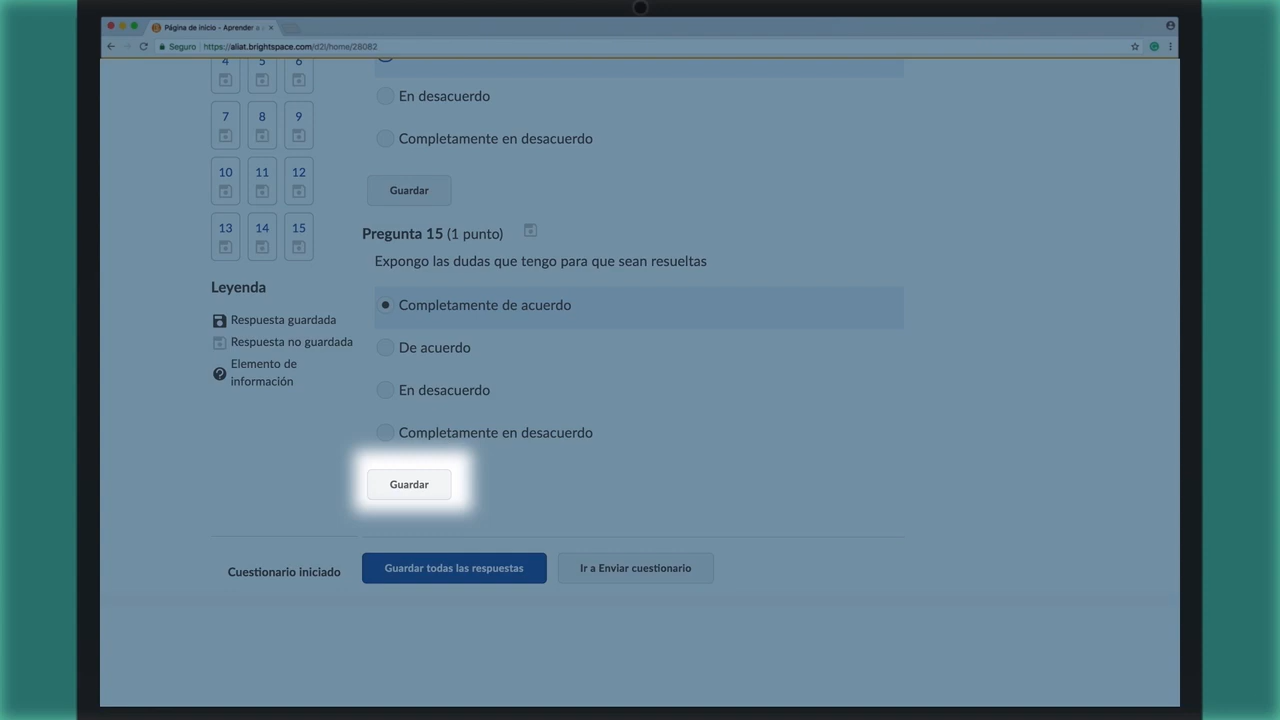 Página de inicio - Aprender a
Seguro
https://aliat.brightspace.com/d2l/home/28082
4 5 6
7 8 9
10 11 12
13 14 15
Leyenda
Respuesta guardada
Respuesta no guardada
Elemento de
información
En desacuerdo
Completamente en desacuerdo
Guardar
Pregunta 15 (1 punto)
Expongo las dudas que tengo para que sean resueltas
Completamente de acuerdo
De acuerdo
En desacuerdo
Completamente en desacuerdo
Guardar
Cuestionario iniciado
Guardar todas las respuestas
Ir a Enviar cuestionario